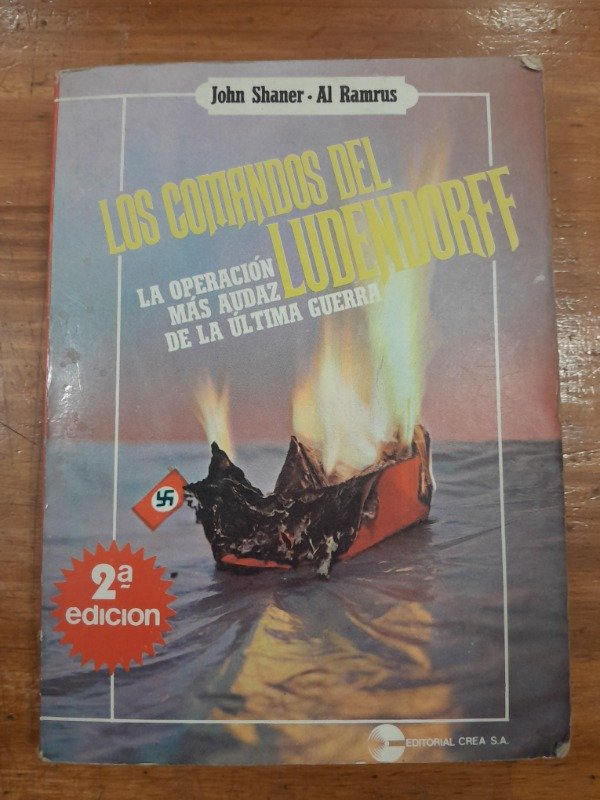 John Shaner • Al Ramrus
LOS COMANDOS DEL
LUDENDORFF
LA OPERACIÓN
MÁS AUDAZ
DE LA ÚLTIMA GUERRA
2ª
edicion
EDITORIAL CREA S.A.